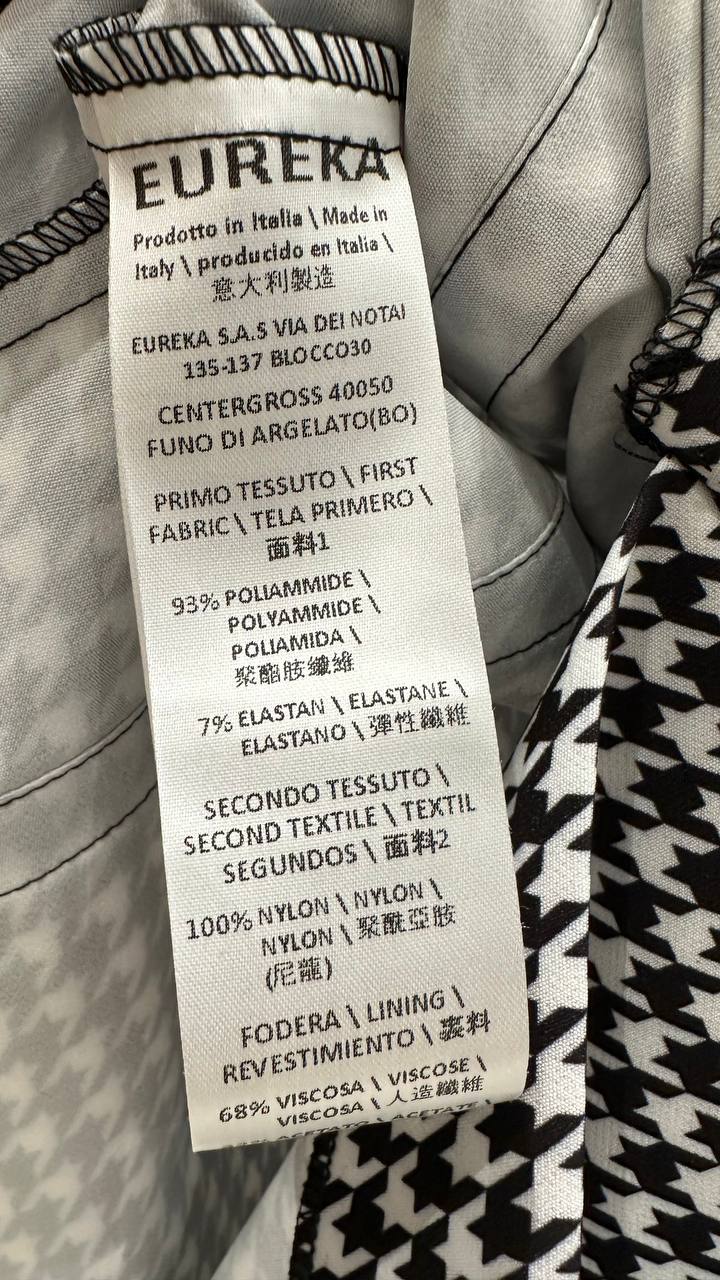 EUREKA
Prodotto in Italia \ Made in
Italy \ producido en Italia \
意大利製造
EUREKA S.A.S VIA DEI NOTAI
135-137 BLOCCO30
CENTERGROSS 40050
FUNO DI ARGELATO(BO)
PRIMO TESSUTO \ FIRST
FABRIC \ TELA PRIMERO \
面料1
93% POLIAMMIDE \
POLYAMMIDE \
POLIAMIDA \
聚酯胺纖維
7% ELASTAN \ ELASTANE \
ELASTANO \ 彈性纖維
SECONDO TESSUTO \
SECOND TEXTILE \ TEXTIL
SEGUNDOS \ 面料2
100% NYLON \ NYLON \
NYLON \ 聚酰亞胺
(尼龍)
FODERA \ LINING \
REVESTIMIENTO \ 裏料
68% VISCOSA \ VISCOSE \
VISCOSA \ 人造纖維
ACETATO \ ACETATE \